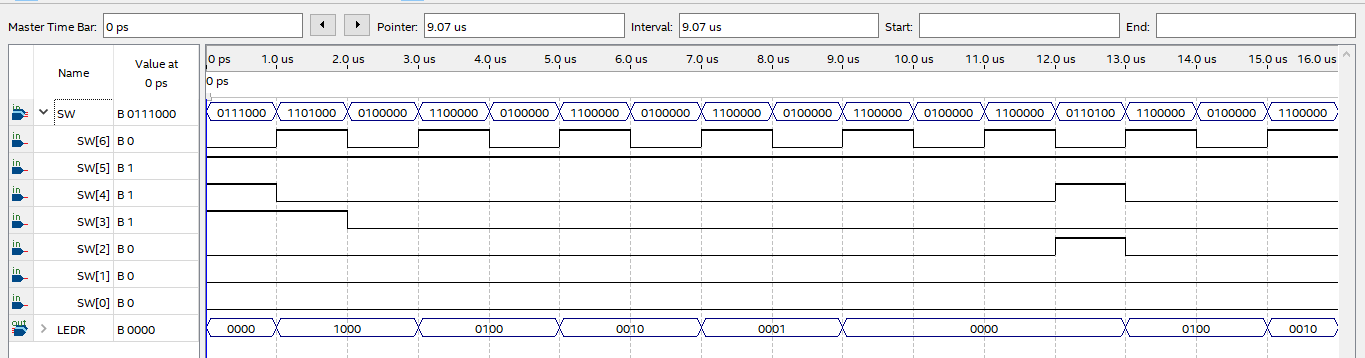 Master Time Bar: 0 ps Pointer: 9.07 us Interval: 9.07 us Start: End:
Name Value at 0 ps
0 ps 1.0 us 2.0 us 3.0 us 4.0 us 5.0 us 6.0 us 7.0 us 8.0 us 9.0 us 10.0 us 11.0 us 12.0 us 13.0 us 14.0 us 15.0 us 16.0 us
0 ps
in SW B 0111000 0111000 1101000 0100000 1100000 0100000 1100000 0100000 1100000 0100000 1100000 0100000 1100000 0110100 1100000 0100000 1100000
in SW[6] B 0
in SW[5] B 1
in SW[4] B 1
in SW[3] B 1
in SW[2] B 0
in SW[1] B 0
in SW[0] B 0
out LEDR B 0000 0000 1000 0100 0010 0001 0000 0100 0010